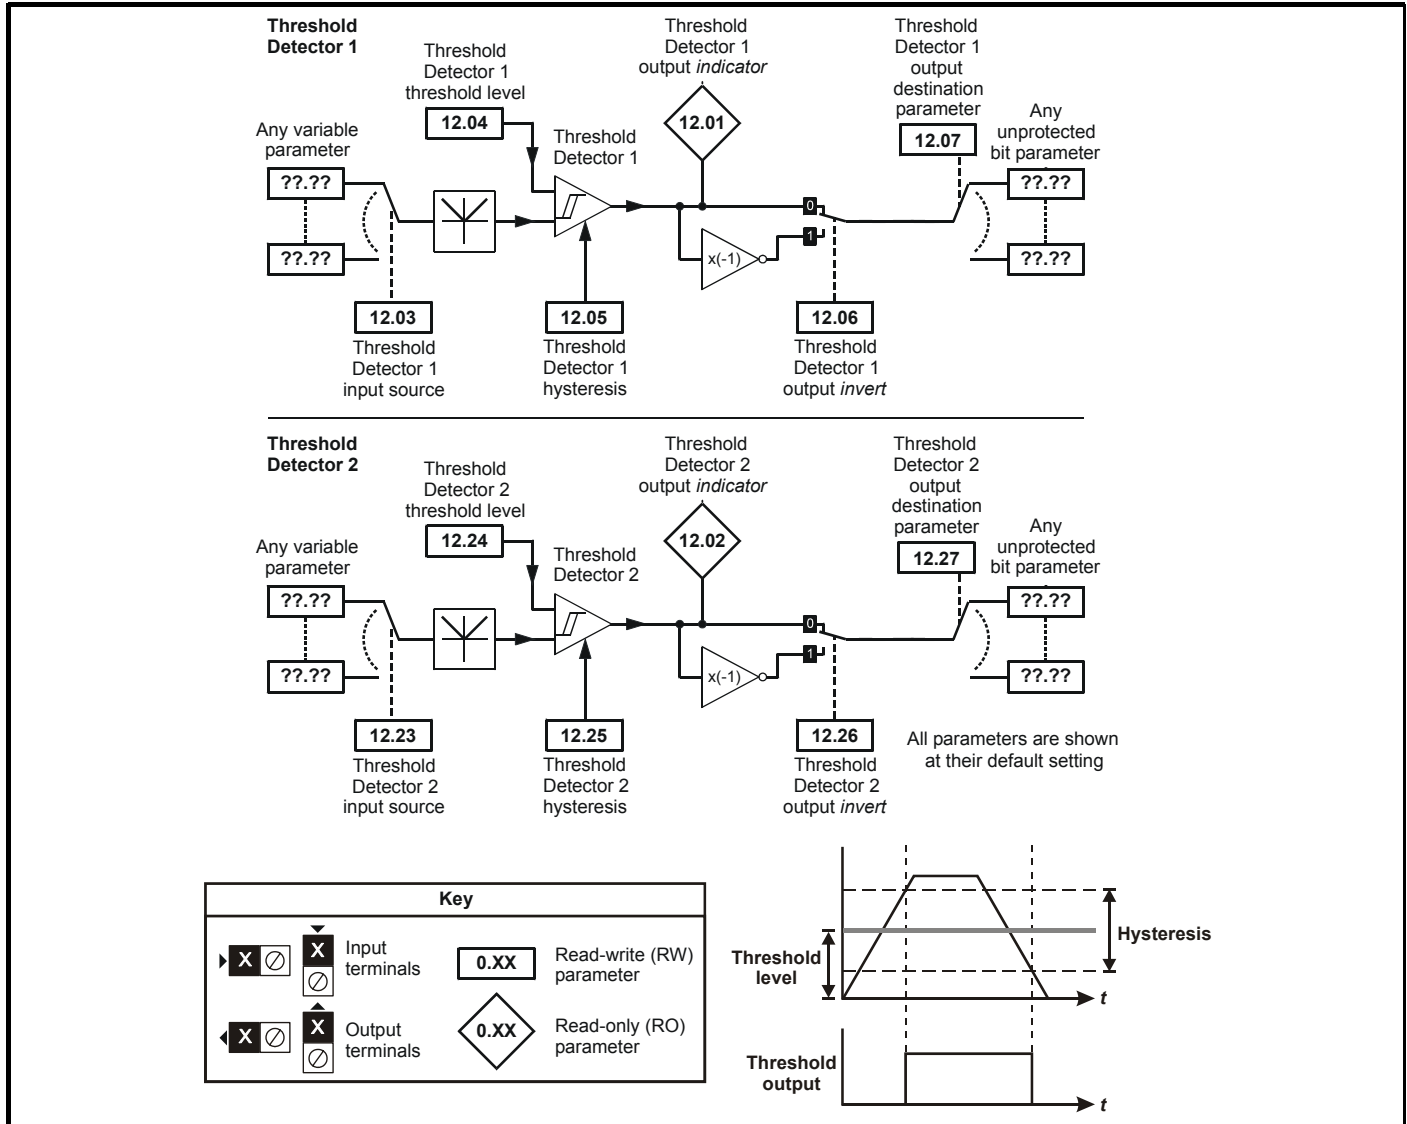 Threshold
Detector 1
Threshold
Detector 1
threshold level
12.04
Threshold
Detector 1
output indicator
12.01
Threshold
Detector 1
output
destination
parameter
12.07
Any variable
parameter
??.??
??.??
Threshold
Detector 1
Any
unprotected
bit parameter
??.??
??.??
0
1
x(-1)
12.03
Threshold
Detector 1
input source
12.05
Threshold
Detector 1
hysteresis
12.06
Threshold
Detector 1
output invert
Threshold
Detector 2
Threshold
Detector 2
threshold level
12.24
Threshold
Detector 2
output indicator
12.02
Threshold
Detector 2
output
destination
parameter
12.27
Any variable
parameter
??.??
??.??
Threshold
Detector 2
Any
unprotected
bit parameter
??.??
??.??
0
1
x(-1)
12.23
Threshold
Detector 2
input source
12.25
Threshold
Detector 2
hysteresis
12.26
Threshold
Detector 2
output invert
All parameters are shown
at their default setting
Key
X
X
Input
terminals
0.XX
Read-write (RW)
parameter
X
X
Output
terminals
0.XX
Read-only (RO)
parameter
Threshold
level
Hysteresis
t
Threshold
output
t